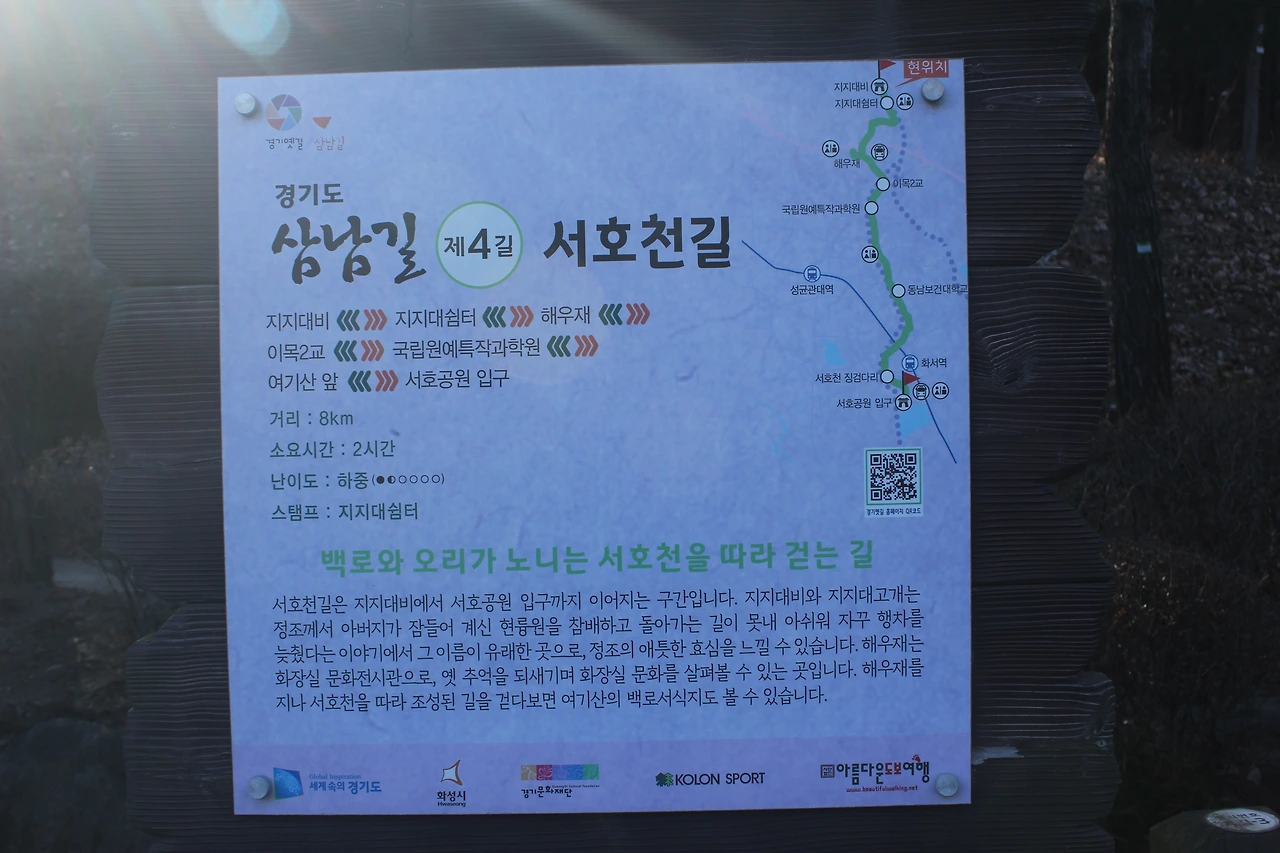 경기옛길 삼남길
경기도
삼남길 제4길 서호천길
지지대비 지지대쉼터 해우재
이목2교 국립원예특작과학원
여기산 앞 서호공원 입구
거리 : 8km
소요시간 : 2시간
난이도 : 하중(●◐○○○○)
스탬프 : 지지대쉼터
현위치
지지대비
지지대쉼터
해우재
이목2교
국립원예특작과학원
성균관대역
동남보건대학교
화서역
서호천 징검다리
서호공원 입구
경기옛길 홈페이지 QR코드
백로와 오리가 노니는 서호천을 따라 걷는 길
서호천길은 지지대비에서 서호공원 입구까지 이어지는 구간입니다. 지지대비와 지지대고개는
정조께서 아버지가 잠들어 계신 현륭원을 참배하고 돌아가는 길이 못내 아쉬워 자꾸 행차를
늦췄다는 이야기에서 그 이름이 유래한 곳으로, 정조의 애틋한 효심을 느낄 수 있습니다. 해우재는
화장실 문화전시관으로, 옛 추억을 되새기며 화장실 문화를 살펴볼 수 있는 곳입니다. 해우재를
지나 서호천을 따라 조성된 길을 걷다보면 여기산의 백로서식지도 볼 수 있습니다.
Global Inspiration
세계속의 경기도
화성시
Hwaseong
경기문화재단
KOLON SPORT
아름다운도보여행
www.beautifulwalking.net